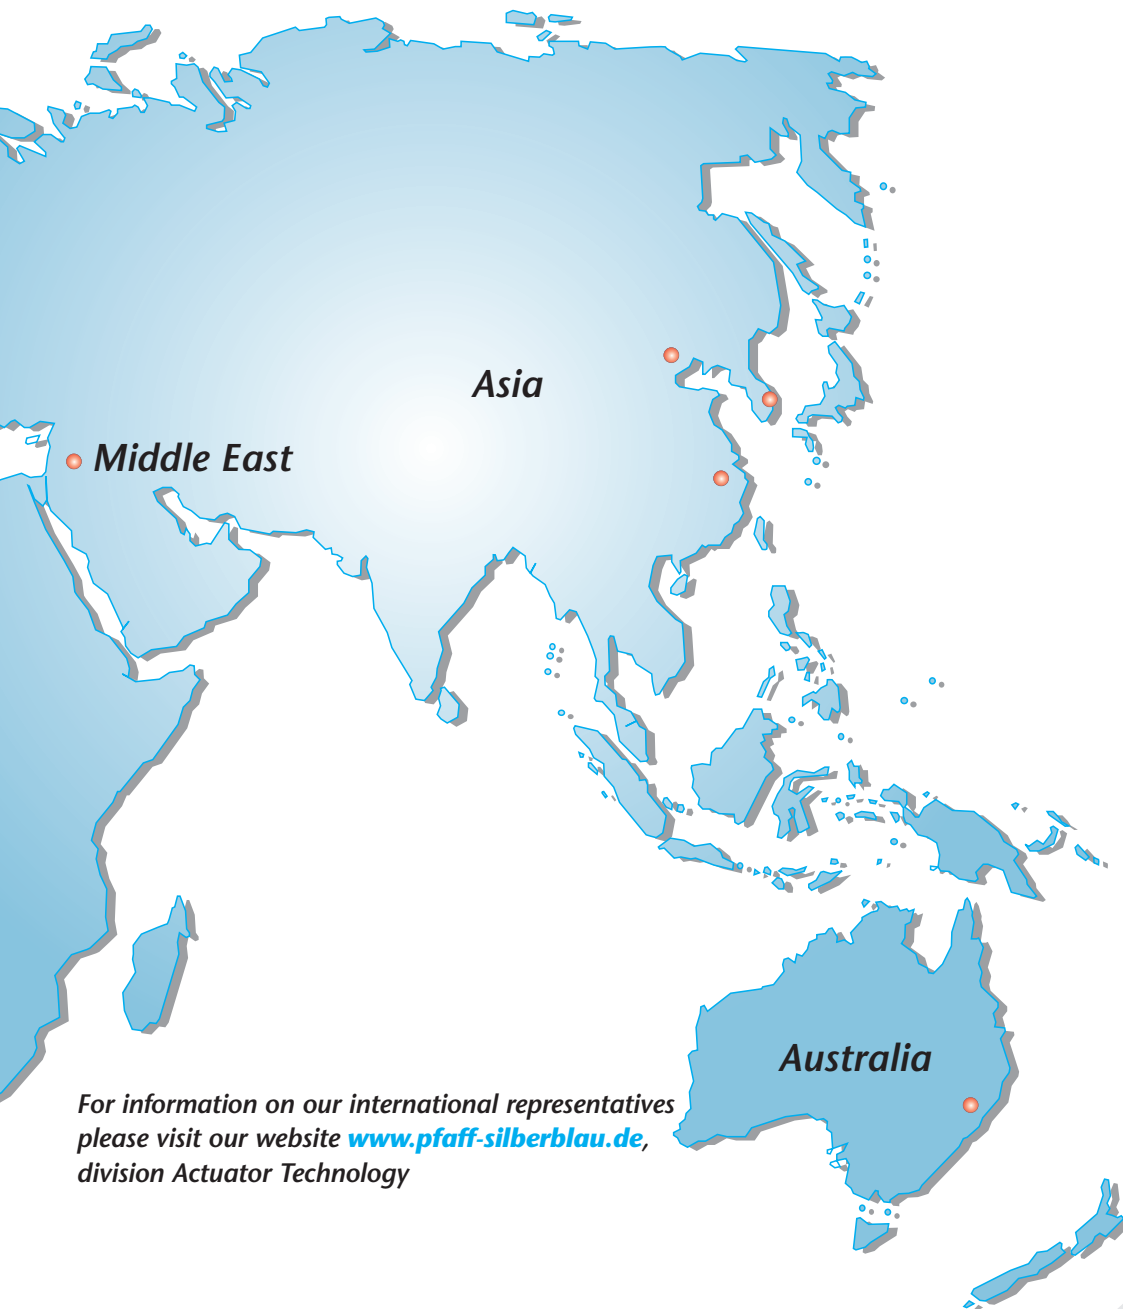 Asia
Middle East
Australia
For information on our international representatives
please visit our website www.pfaff-silberblau.de,
division Actuator Technology